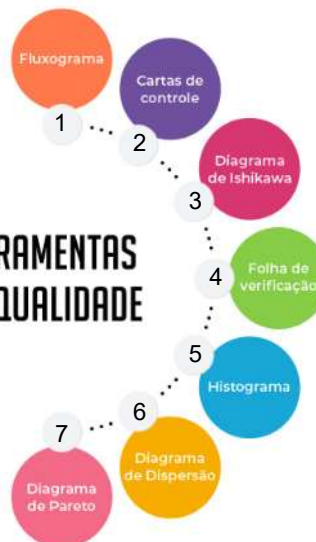 Fluxograma
1
Cartas de
controle
2
Diagrama
de Ishikawa
3
RAMENTAS
QUALIDADE
4
Folha de
verificação
5
Histograma
6
Diagrama
de Dispersão
7
Diagrama
de Pareto